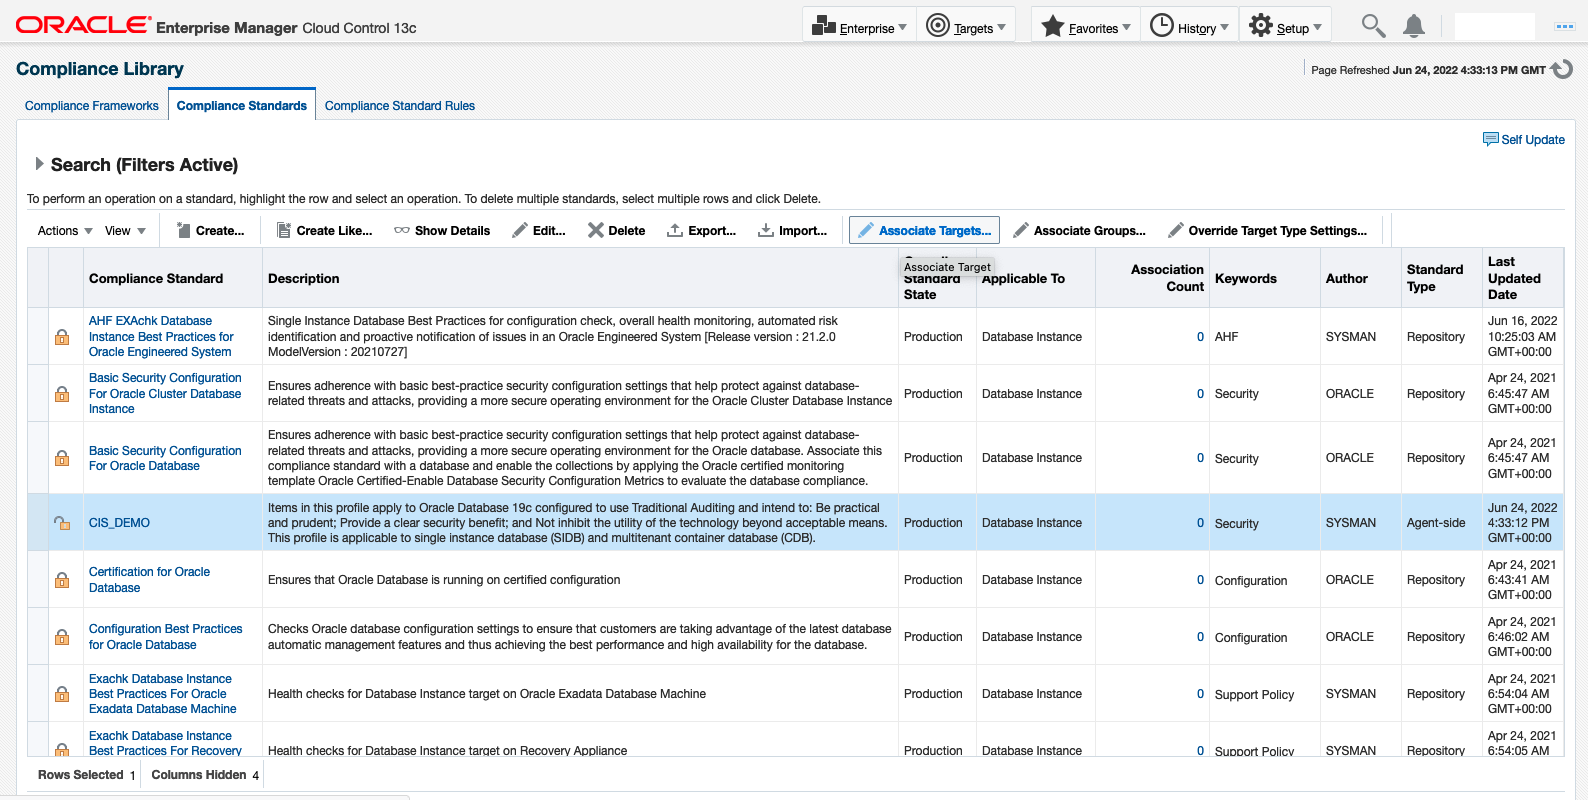 ORACLE Enterprise Manager Cloud Control 13c
Enterprise Targets Favorites History Setup
Compliance Library
Page Refreshed Jun 24, 2022 4:33:13 PM GMT
Compliance Frameworks Compliance Standards Compliance Standard Rules
Self Update
Search (Filters Active)
To perform an operation on a standard, highlight the row and select an operation. To delete multiple standards, select multiple rows and click Delete.
Actions View Create... Create Like... Show Details Edit... Delete Export... Import... Associate Targets... Associate Groups... Override Target Type Settings...
Associate Target
Compliance Standard
Description
Standard
State
Applicable To
Association
Count
Keywords
Author
Standard
Type
Last
Updated
Date
AHF EXAchk Database
Instance Best Practices for
Oracle Engineered System
Single Instance Database Best Practices for configuration check, overall health monitoring, automated risk
identification and proactive notification of issues in an Oracle Engineered System [Release version : 21.2.0
ModelVersion : 20210727]
Production
Database Instance
0
AHF
SYSMAN
Repository
Jun 16, 2022
10:25:03 AM
GMT+00:00
Basic Security Configuration
For Oracle Cluster Database
Instance
Ensures adherence with basic best-practice security configuration settings that help protect against database-
related threats and attacks, providing a more secure operating environment for the Oracle Cluster Database Instance
Production
Database Instance
0
Security
ORACLE
Repository
Apr 24, 2021
6:45:47 AM
GMT+00:00
Basic Security Configuration
For Oracle Database
Ensures adherence with basic best-practice security configuration settings that help protect against database-
related threats and attacks, providing a more secure operating environment for the Oracle database. Associate this
compliance standard with a database and enable the collections by applying the Oracle certified monitoring
template Oracle Certified-Enable Database Security Configuration Metrics to evaluate the database compliance.
Production
Database Instance
0
Security
ORACLE
Repository
Apr 24, 2021
6:45:47 AM
GMT+00:00
CIS_DEMO
Items in this profile apply to Oracle Database 19c configured to use Traditional Auditing and intend to: Be practical
and prudent; Provide a clear security benefit; and Not inhibit the utility of the technology beyond acceptable means.
This profile is applicable to single instance database (SIDB) and multitenant container database (CDB).
Production
Database Instance
0
Security
SYSMAN
Agent-side
Jun 24, 2022
4:33:12 PM
GMT+00:00
Certification for Oracle
Database
Ensures that Oracle Database is running on certified configuration
Production
Database Instance
0
Configuration
ORACLE
Repository
Apr 24, 2021
6:43:41 AM
GMT+00:00
Configuration Best Practices
for Oracle Database
Checks Oracle database configuration settings to ensure that customers are taking advantage of the latest database
automatic management features and thus achieving the best performance and high availability for the database.
Production
Database Instance
0
Configuration
ORACLE
Repository
Apr 24, 2021
6:46:02 AM
GMT+00:00
Exachk Database Instance
Best Practices For Oracle
Exadata Database Machine
Health checks for Database Instance target on Oracle Exadata Database Machine
Production
Database Instance
0
Support Policy
SYSMAN
Repository
Apr 24, 2021
6:54:04 AM
GMT+00:00
Exachk Database Instance
Best Practices For Recovery
Health checks for Database Instance target on Recovery Appliance
Production
Database Instance
0
Support Policy
SYSMAN
Repository
Apr 24, 2021
6:54:05 AM
Rows Selected 1 Columns Hidden 4